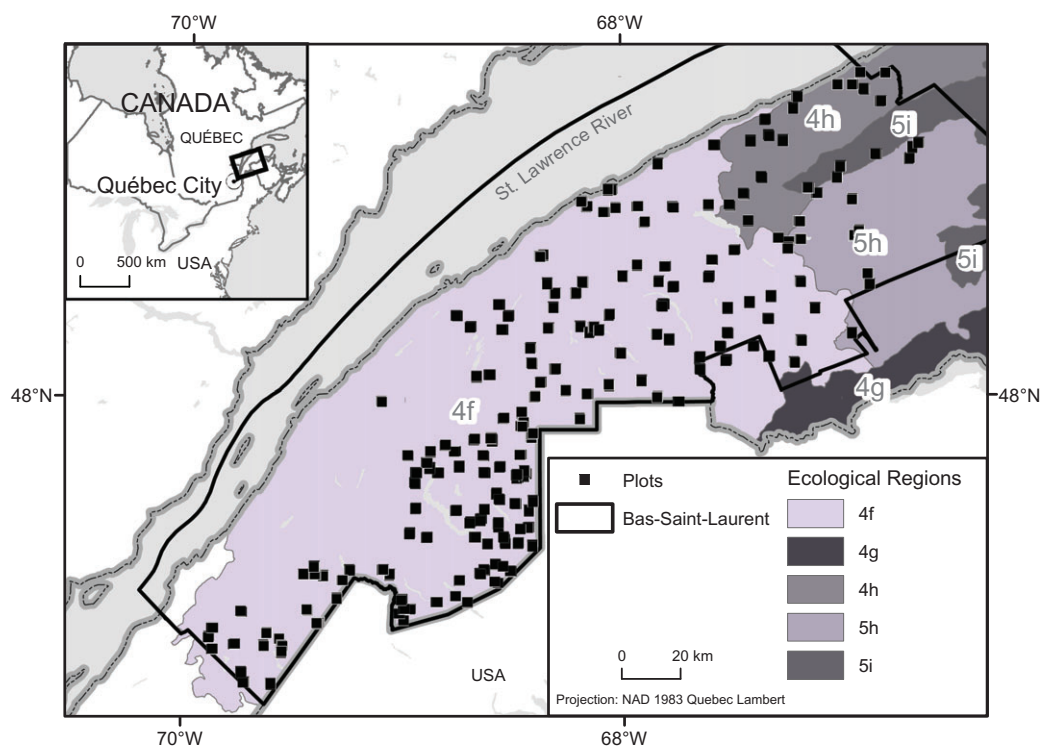 70°W
68°W
CANADA
QUÉBEC
Québec City
0 500 km
USA
St. Lawrence River
4h
5i
5h
5i
48°N
48°N
4g
4f
Plots
Bas-Saint-Laurent
Ecological Regions
4f
4g
4h
5h
5i
0 20 km
USA
Projection: NAD 1983 Quebec Lambert
70°W
68°W